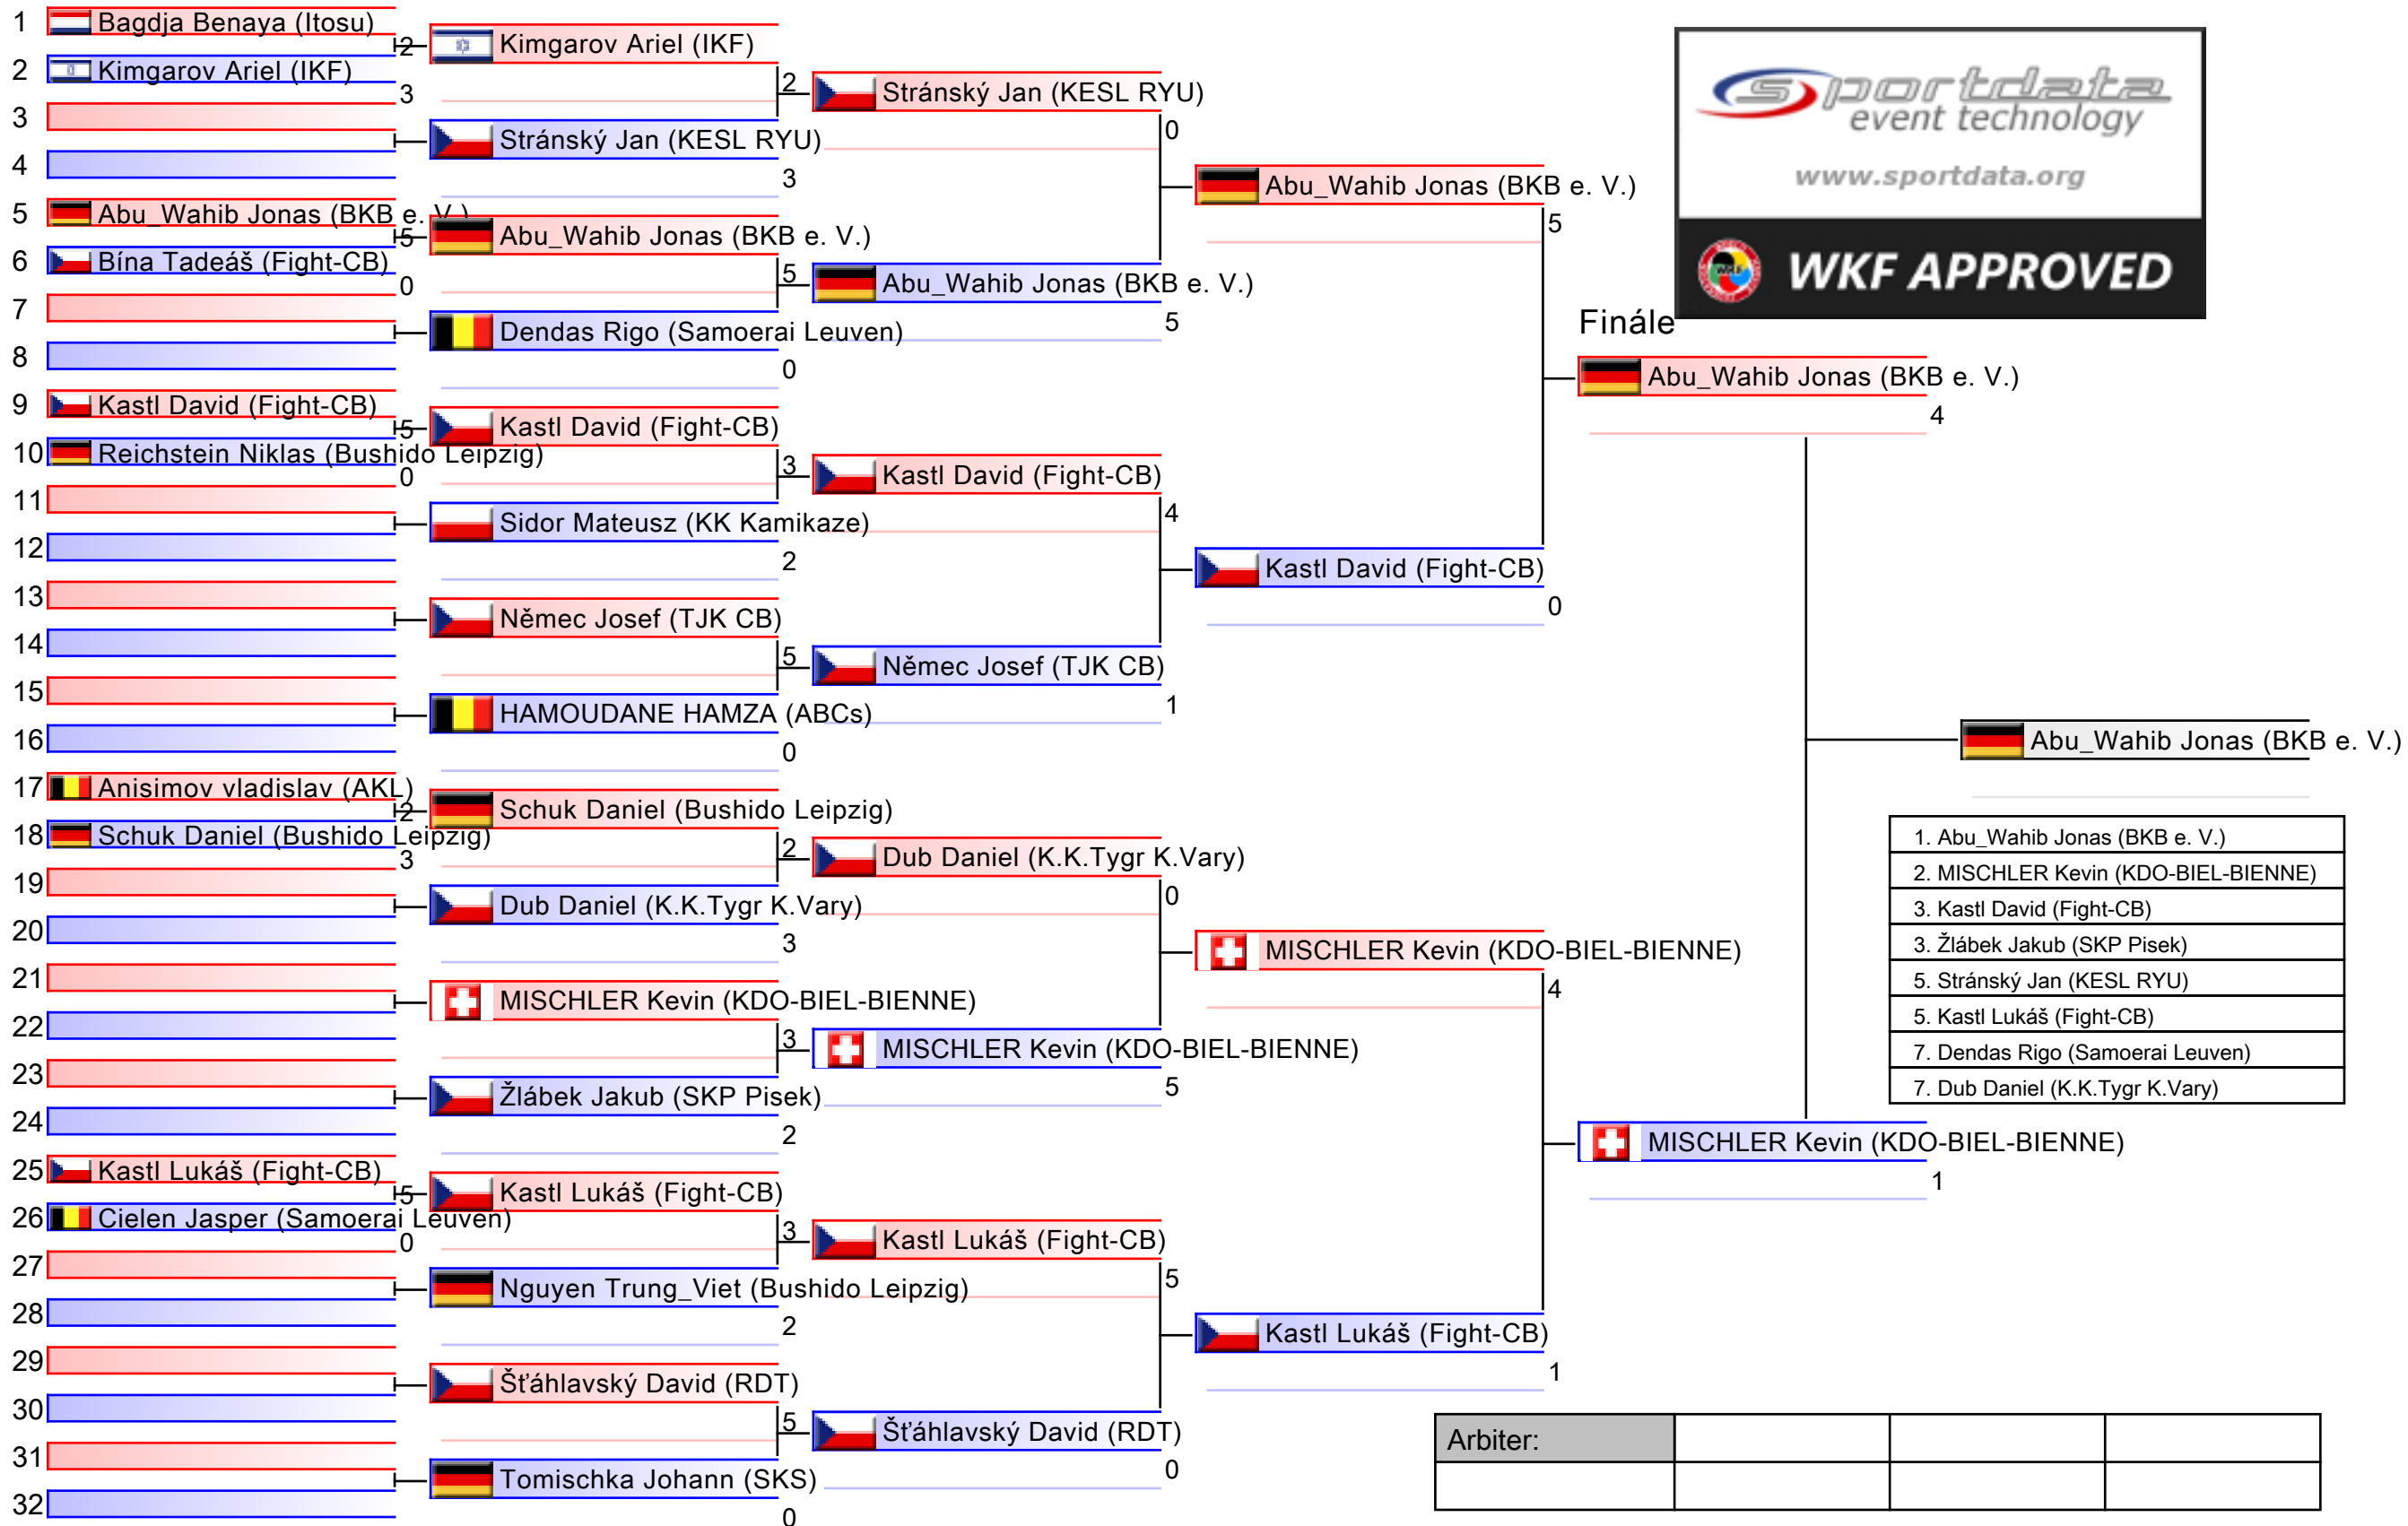 1 Bagdja Benaya (Itosu)
2
2 Kimgarov Ariel (IKF)
3
3
4
5 Abu_Wahib Jonas (BKB e. V.)
5
6 Bína Tadeáš (Fight-CB)
0
7
8
9 Kastl David (Fight-CB)
5
10 Reichstein Niklas (Bushido Leipzig)
0
11
12
13
14
15
16
17 Anisimov vladislav (AKL)
2
18 Schuk Daniel (Bushido Leipzig)
3
19
20
21
22
23
24
25 Kastl Lukáš (Fight-CB)
5
26 Cielen Jasper (Samoerai Leuven)
0
27
28
29
30
31
32
Kimgarov Ariel (IKF)
2
Stránský Jan (KESL RYU)
3
Abu_Wahib Jonas (BKB e. V.)
5
Dendas Rigo (Samoerai Leuven)
0
Kastl David (Fight-CB)
3
Sidor Mateusz (KK Kamikaze)
2
Němec Josef (TJK CB)
5
HAMOUDANE HAMZA (ABCs)
0
Schuk Daniel (Bushido Leipzig)
2
Dub Daniel (K.K.Tygr K.Vary)
3
MISCHLER Kevin (KDO-BIEL-BIENNE)
3
Žlábek Jakub (SKP Pisek)
2
Kastl Lukáš (Fight-CB)
3
Nguyen Trung_Viet (Bushido Leipzig)
2
Šťáhlavský David (RDT)
5
Tomischka Johann (SKS)
0
Stránský Jan (KESL RYU)
0
Abu_Wahib Jonas (BKB e. V.)
5
Kastl David (Fight-CB)
4
Němec Josef (TJK CB)
1
Dub Daniel (K.K.Tygr K.Vary)
0
MISCHLER Kevin (KDO-BIEL-BIENNE)
5
Kastl Lukáš (Fight-CB)
5
Šťáhlavský David (RDT)
0
Abu_Wahib Jonas (BKB e. V.)
5
Kastl David (Fight-CB)
0
MISCHLER Kevin (KDO-BIEL-BIENNE)
4
Kastl Lukáš (Fight-CB)
1
sportdata
event technology
www.sportdata.org
WKF
WKF APPROVED
Finále
Abu_Wahib Jonas (BKB e. V.)
4
MISCHLER Kevin (KDO-BIEL-BIENNE)
1
Abu_Wahib Jonas (BKB e. V.)
1. Abu_Wahib Jonas (BKB e. V.)
2. MISCHLER Kevin (KDO-BIEL-BIENNE)
3. Kastl David (Fight-CB)
3. Žlábek Jakub (SKP Pisek)
5. Stránský Jan (KESL RYU)
5. Kastl Lukáš (Fight-CB)
7. Dendas Rigo (Samoerai Leuven)
7. Dub Daniel (K.K.Tygr K.Vary)
Arbiter: